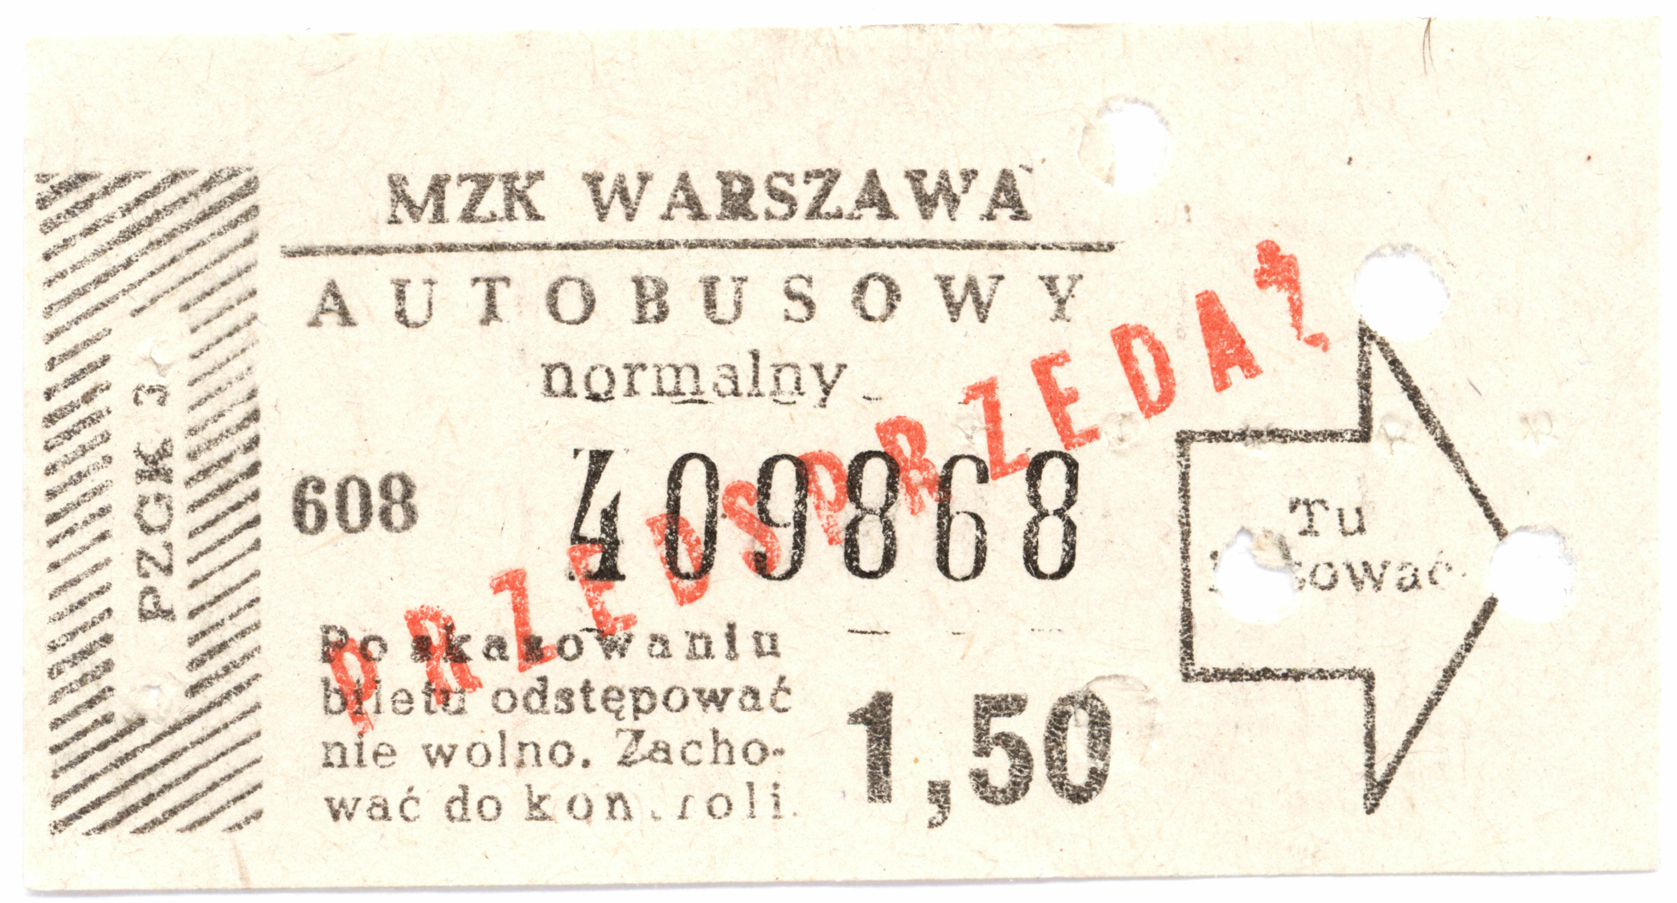 MZK WARSZAWA
AUTOBUSOWY
normalny
PZGK 3
608
409868
PRZEDSPRZEDAŻ
Po skasowaniu
biletu odstępować
nie wolno. Zacho-
wać do kontroli.
1,50
Tu